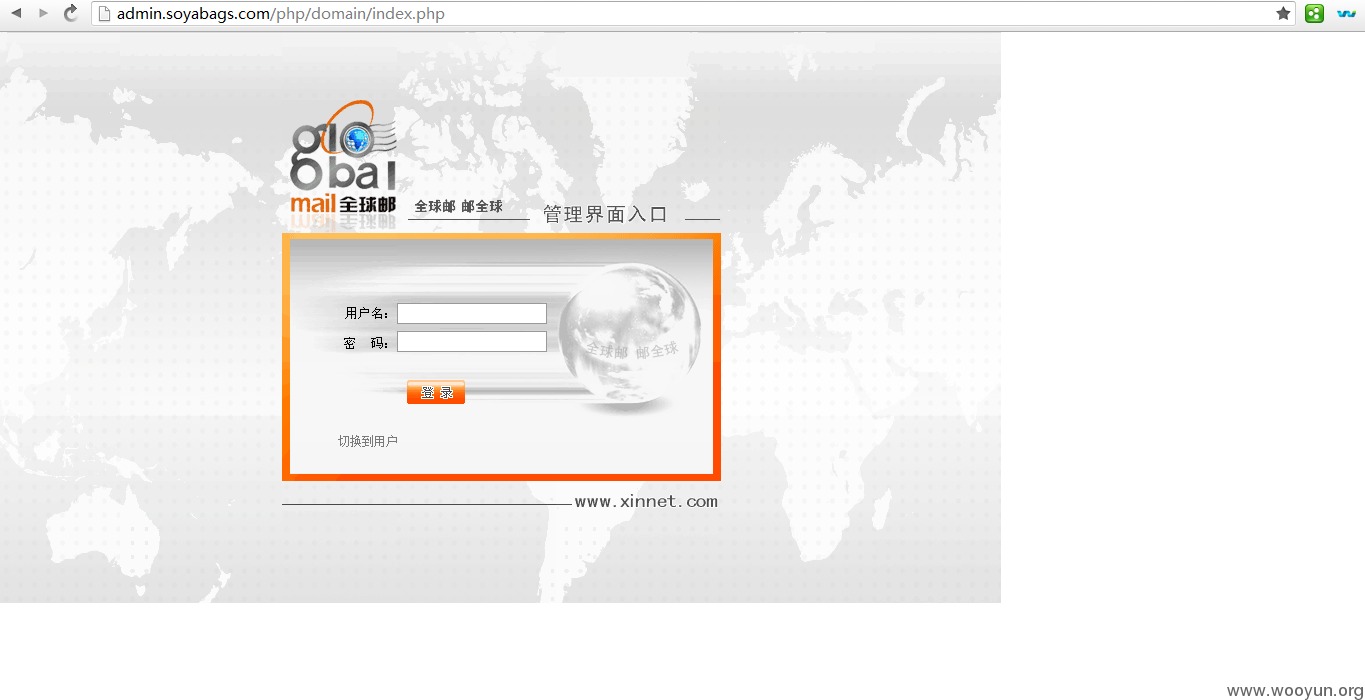 admin.soyabags.com/php/domain/index.php
global
mail 全球邮
全球邮 邮全球
管理界面入口
用户名：
密 码：
全球邮 邮全球
登 录
切换到用户
www.xinnet.com
www.wooyun.org